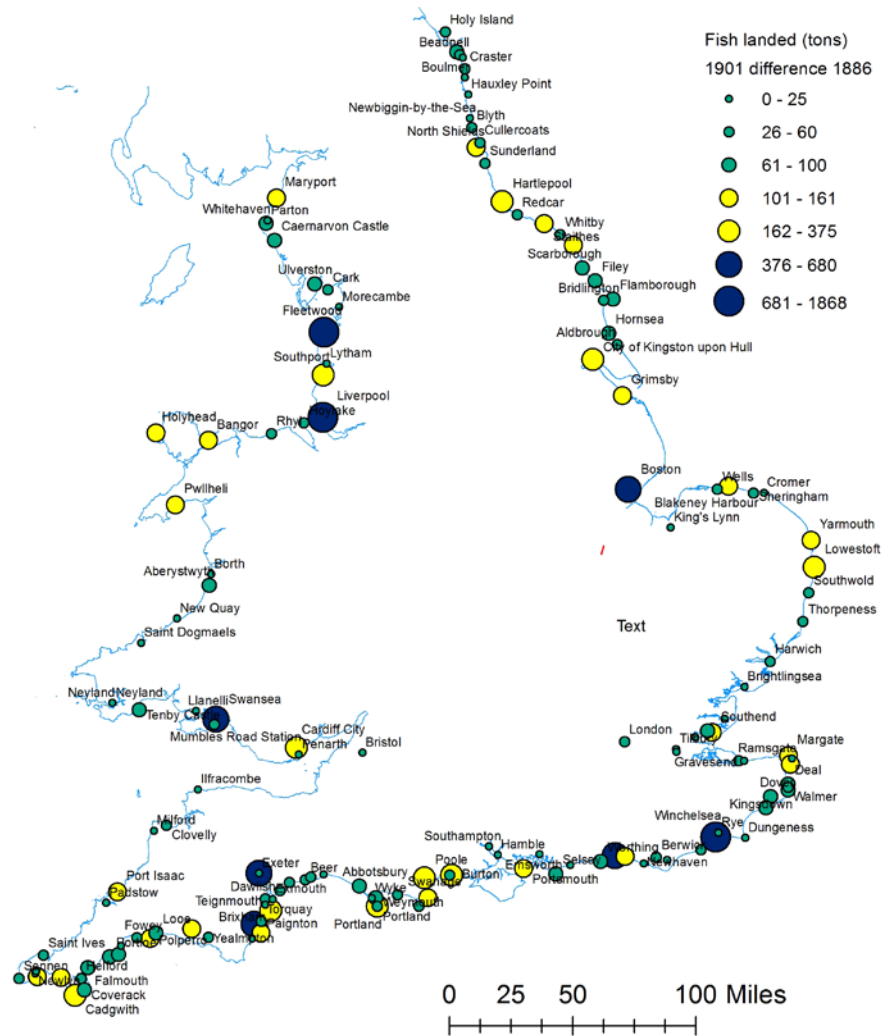 Holy Island
Beadnell
Craster
Boulmer
Hauxley Point
Newbiggin-by-the-Sea
Blyth
North Shields
Cullercoats
Sunderland
Hartlepool
Redcar
Whitby
Staithes
Scarborough
Filey
Bridlington
Flamborough
Hornsea
Aldbrough
City of Kingston upon Hull
Grimsby
Boston
Wells
Cromer
Blakeney Harbour
Sheringham
King's Lynn
Yarmouth
Lowestoft
Southwold
Thorpeness
Text
Harwich
Brightlingsea
Southend
London
Tilbury
Margate
Gravesend
Ramsgate
Deal
Dover
Walmer
Kingsdown
Winchelsea
Rye
Dungeness
Fish landed (tons)
1901 difference 1886
0 - 25
26 - 60
61 - 100
101 - 161
162 - 375
376 - 680
681 - 1868
Maryport
Whitehaven
Parton
Caernarvon Castle
Ulverston
Cark
Morecambe
Fleetwood
Southport
Lytham
Liverpool
Hoylake
Holyhead
Bangor
Rhyl
Pwllheli
Borth
Aberystwyth
New Quay
Saint Dogmaels
Neyland
Neyland
Llanelli
Swansea
Tenby Castle
Mumbles Road Station
Cardiff City
Penarth
Bristol
Ilfracombe
Milford
Clovelly
Port Isaac
Padstow
Saint Ives
Sennen
Newlyn
Helford
Falmouth
Coverack
Cadgwith
Fowey
Looe
Polperro
Yealmpton
Exeter
Dawlish
Exmouth
Teignmouth
Torquay
Brixham
Paignton
Beer
Abbotsbury
Wyke
Weymouth
Portland
Portland
Swanage
Poole
Burton
Southampton
Hamble
Emsworth
Portsmouth
Selsey
Worthing
Newhaven
Berwick
0 50 100 Miles